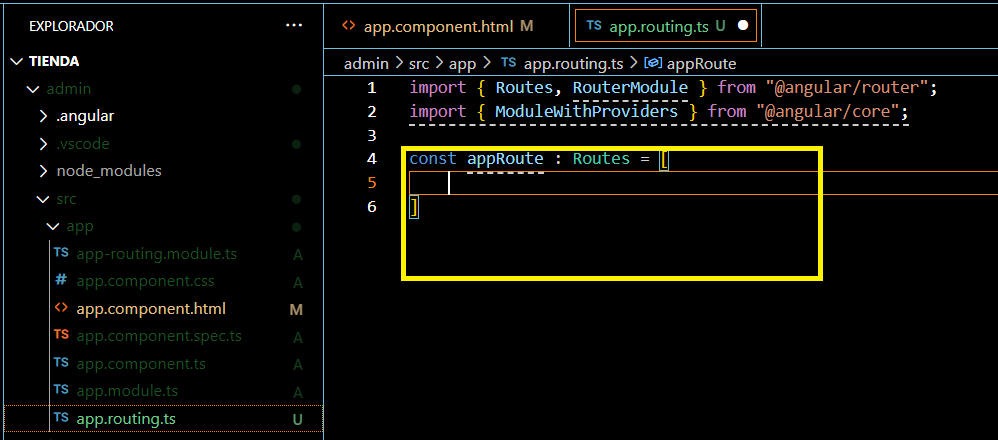 EXPLORADOR ···
TIENDA
admin
.angular
.vscode
node_modules
src
app
TS app-routing.module.ts A
# app.component.css A
<> app.component.html M
TS app.component.spec.ts A
TS app.component.ts A
TS app.module.ts A
TS app.routing.ts U
<> app.component.html M TS app.routing.ts U
admin > src > app > TS app.routing.ts > appRoute
1 import { Routes, RouterModule } from "@angular/router";
2 import { ModuleWithProviders } from "@angular/core";
3
4 const appRoute : Routes = [
5
6 ]